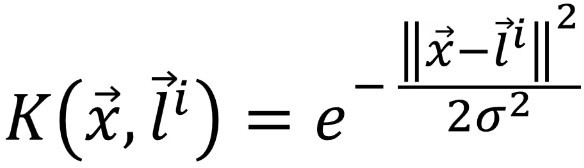 K(x⃗, l⃗ⁱ) = e^{-‖x⃗−l⃗ⁱ‖²/2σ²}